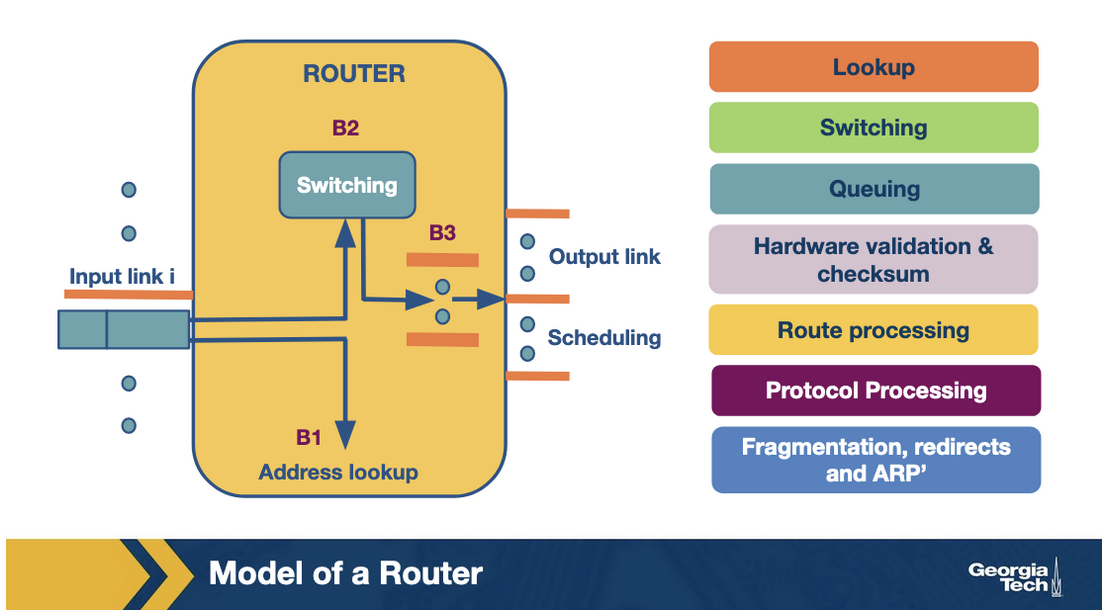 ROUTER
B2
Switching
B3
Input link i
Output link
Scheduling
B1
Address lookup
Lookup
Switching
Queuing
Hardware validation &
checksum
Route processing
Protocol Processing
Fragmentation, redirects
and ARP’
Model of a Router
Georgia
Tech